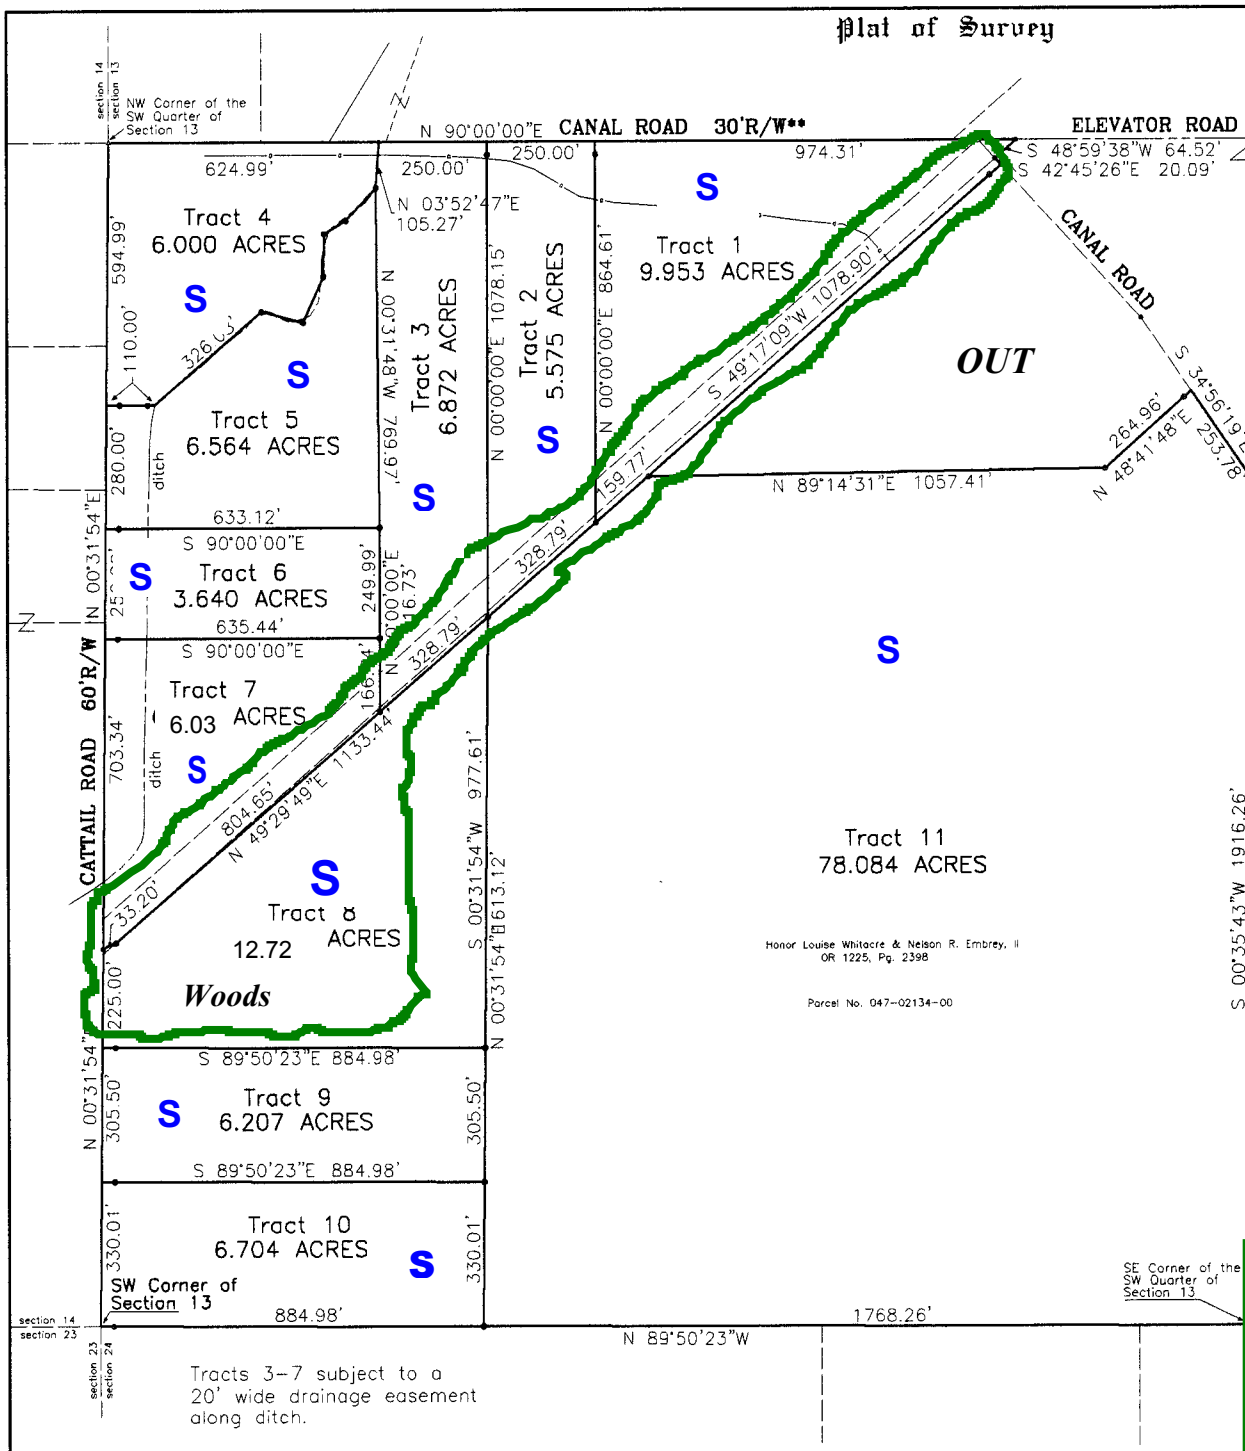 Plat of Survey
section 14
section 13
NW Corner of the
SW Quarter of
Section 13
N 90°00'00"E
CANAL ROAD 30'R/W**
ELEVATOR ROAD
624.99'
250.00'
250.00'
974.31'
S 48°59'38"W 64.52'
S 42°45'26"E 20.09'
S
N 03°52'47"E
105.27'
Tract 4
6.000 ACRES
S
594.99'
110.00'
326.
CANAL ROAD
Tract 1
9.953 ACRES
N 00°31'48"W 769.97'
Tract 3
6.872 ACRES
N 00°00'00"E 1078.15'
Tract 2
5.575 ACRES
N 00°00'00"E 864.61'
S 49°17'09"W 1078.90'
OUT
S 34°56'19"E
253.78'
264.96'
N 48°41'48"E
S
Tract 5
6.564 ACRES
280.00'
ditch
S
S
159.77'
N 89°14'31"E 1057.41'
633.12'
S 90°00'00"E
N 00°31'54"E
S
Tract 6
3.640 ACRES
249.99'
328.79'
635.44'
S 90°00'00"E
328.79'
S
CATTAIL ROAD 60'R/W
Tract 7
6.03 ACRES
S
703.34'
ditch
804.65'
N 49°29'49"E 1133.44'
S 00°31'54"W 977.61'
N 00°31'54"E 1613.12'
33.20'
S
Tract 8
ACRES
12.72
Woods
225.00'
Tract 11
78.084 ACRES
S 00°35'43"W 1916.26'
Honor Louise Whitacre & Nelson R. Embrey, II
OR 1225, Pg. 2398
Parcel No. 047-02134-00
S 89°50'23"E 884.98'
N 00°31'54"E
305.50'
S
Tract 9
6.207 ACRES
305.50'
S 89°50'23"E 884.98'
330.01'
Tract 10
6.704 ACRES
S
330.01'
SW Corner of
Section 13
SE Corner of the
SW Quarter of
Section 13
884.98'
1768.26'
N 89°50'23"W
section 14
section 23
section 23
section 24
Tracts 3-7 subject to a
20' wide drainage easement
along ditch.